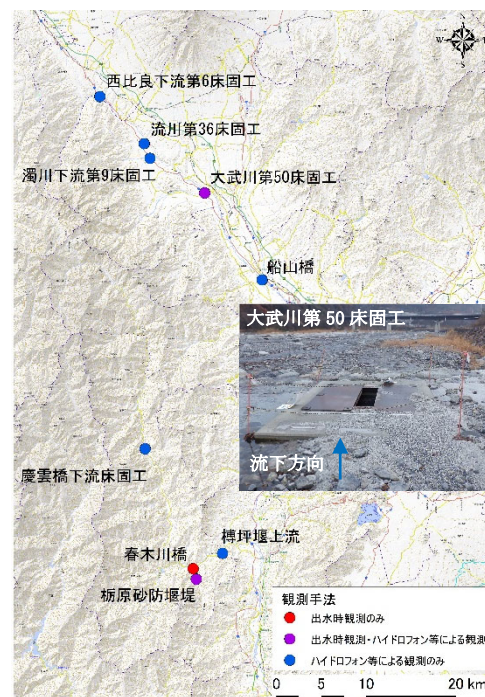 N
W
E
S
西比良下流第6床固工
流川第36床固工
濁川下流第9床固工
大武川第50床固工
船山橋
大武川第 50 床固工
流下方向
慶雲橋下流床固工
樽坪堰上流
春木川橋
栃原砂防堰堤
観測手法
出水時観測のみ
出水時観測・ハイドロフォン等による観測
ハイドロフォン等による観測のみ
0 5 10 20 km